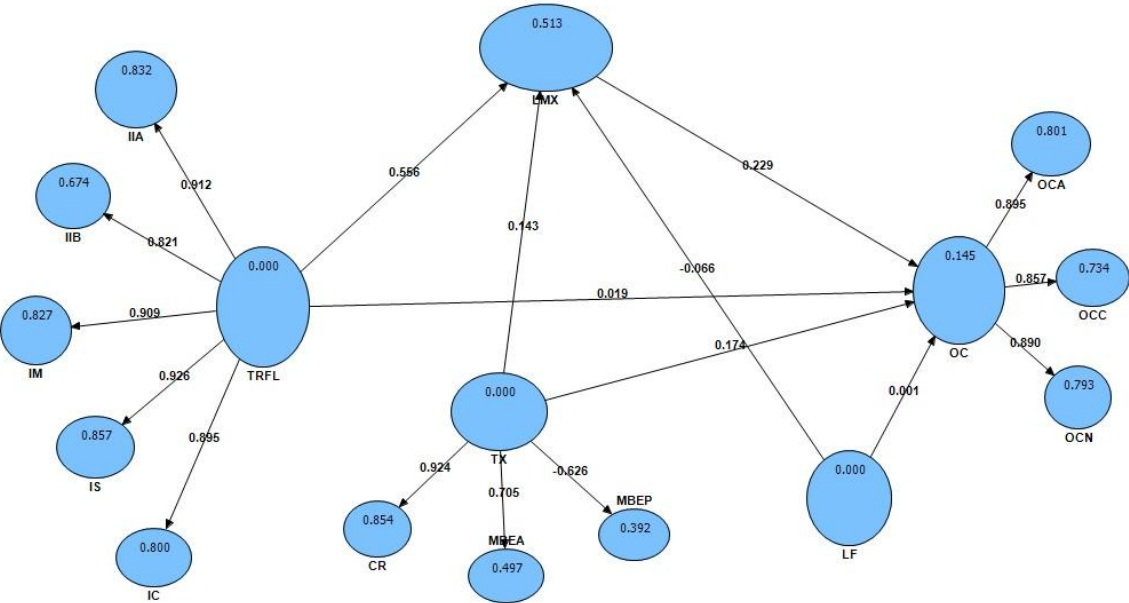 0.513
LMX
0.832
IIA
0.912
0.801
OCA
0.556
0.229
0.674
IIB
0.821
0.895
0.143
0.000
TRFL
-0.066
0.145
OC
0.857
0.734
OCC
0.019
0.827
IM
0.909
0.890
0.174
0.926
0.793
OCN
0.001
0.000
TX
0.857
IS
0.895
0.924
0.705
-0.626
0.000
LF
MBEP
0.392
0.854
CR
MBEA
0.497
0.800
IC